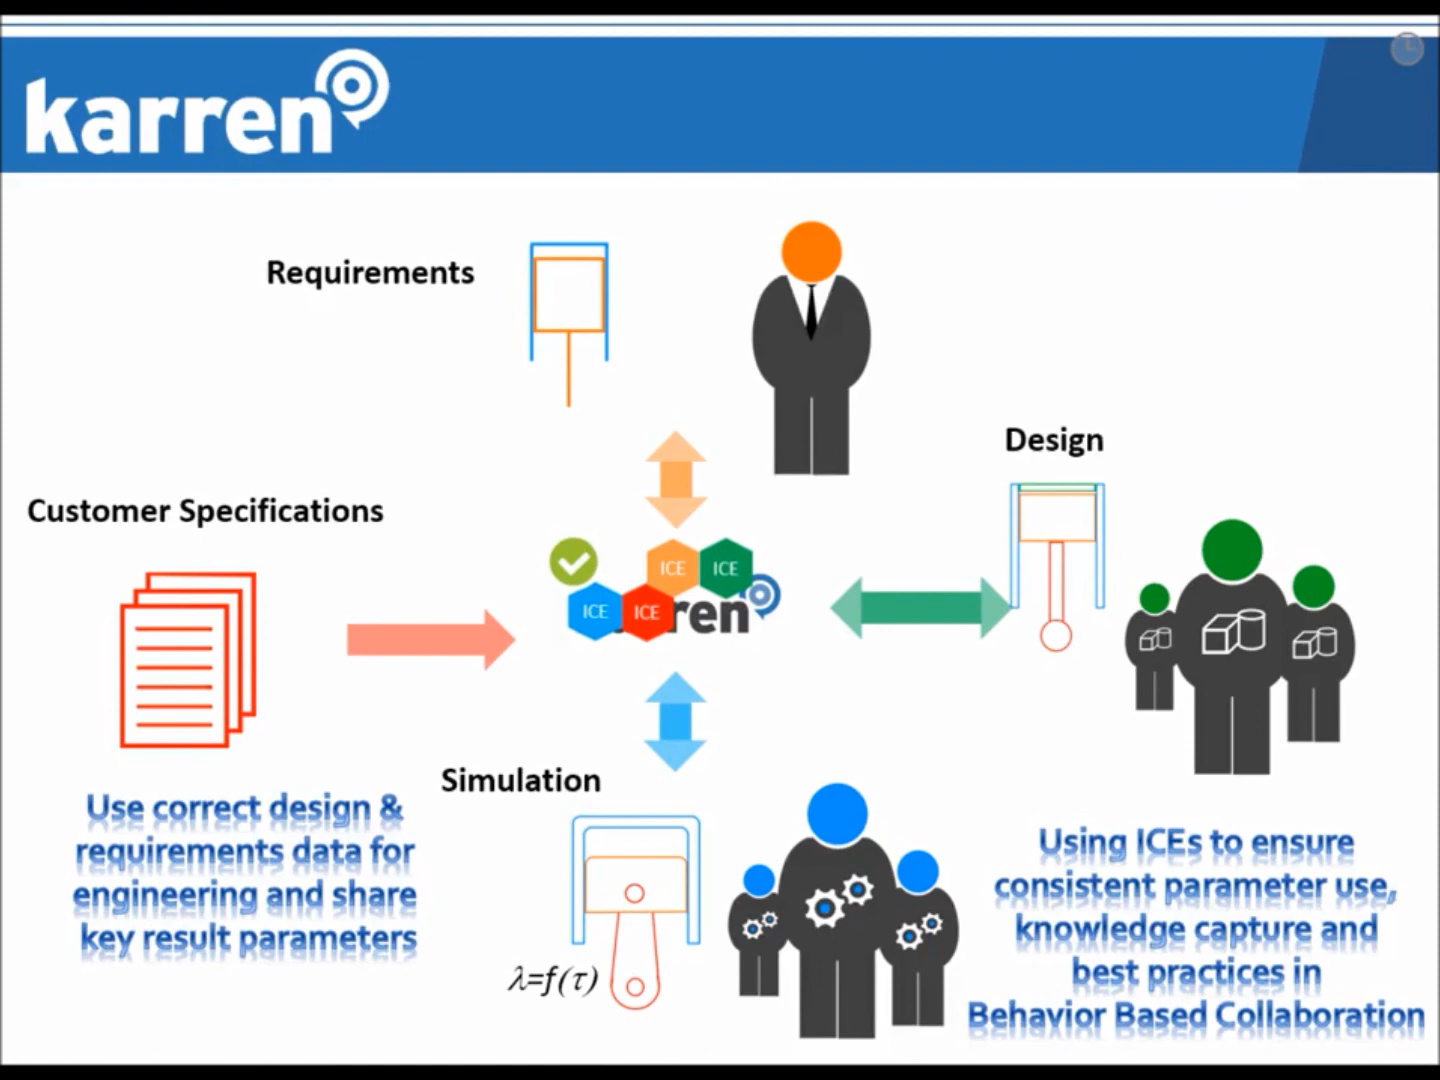 karren
Requirements
Design
Customer Specifications
ICE ICE
ICE ICE
ren
Simulation
λ=f(τ)
Use correct design &
requirements data for
engineering and share
key result parameters
Using ICEs to ensure
consistent parameter use,
knowledge capture and
best practices in
Behavior Based Collaboration